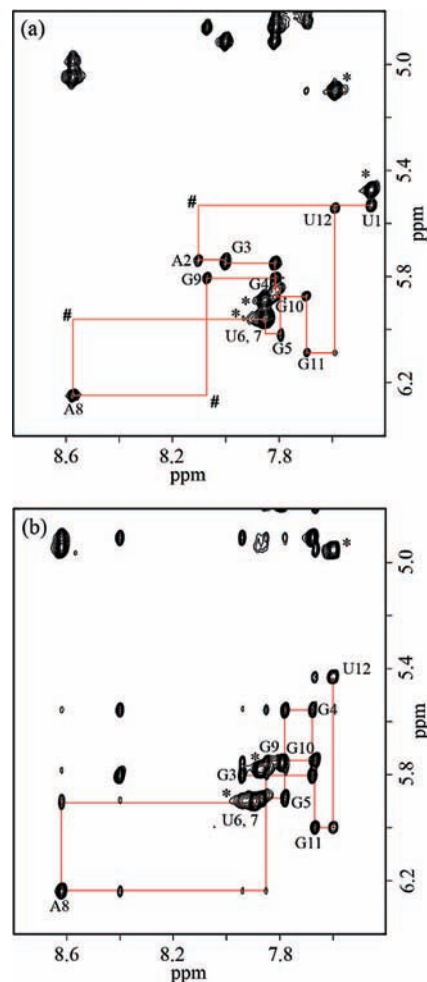 (a)
*
5.0
*
5.4
#
U12
U1
A2
G3
G9
G4
5.8
*
G10
*
#
U6, 7
G5
G11
#
A8
6.2
8.6
8.2
7.8
ppm
ppm
(b)
*
5.0
5.4
U12
G4
*
G9
G10
G3
5.8
*
U6, 7
G5
G11
A8
6.2
8.6
8.2
7.8
ppm
ppm